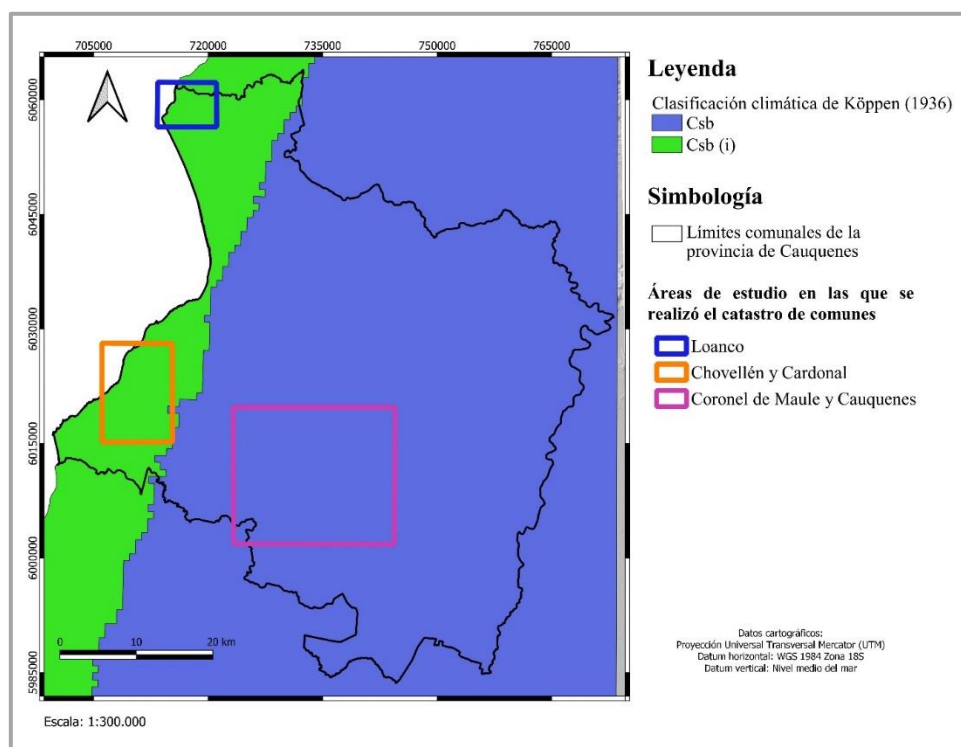 705000 720000 735000 750000 765000
6060000
6045000
6030000
6015000
6000000
5985000
0 10 20 km
Escala: 1:300.000
Leyenda
Clasificación climática de Köppen (1936)
Csb
Csb (i)
Simbología
Límites comunales de la
provincia de Cauquenes
Áreas de estudio en las que se
realizó el catastro de comunes
Loanco
Chovellén y Cardonal
Coronel de Maule y Cauquenes
Datos cartográficos:
Proyección Universal Transversal Mercator (UTM)
Datum horizontal: WGS 1984 Zona 18S
Datum vertical: Nivel medio del mar